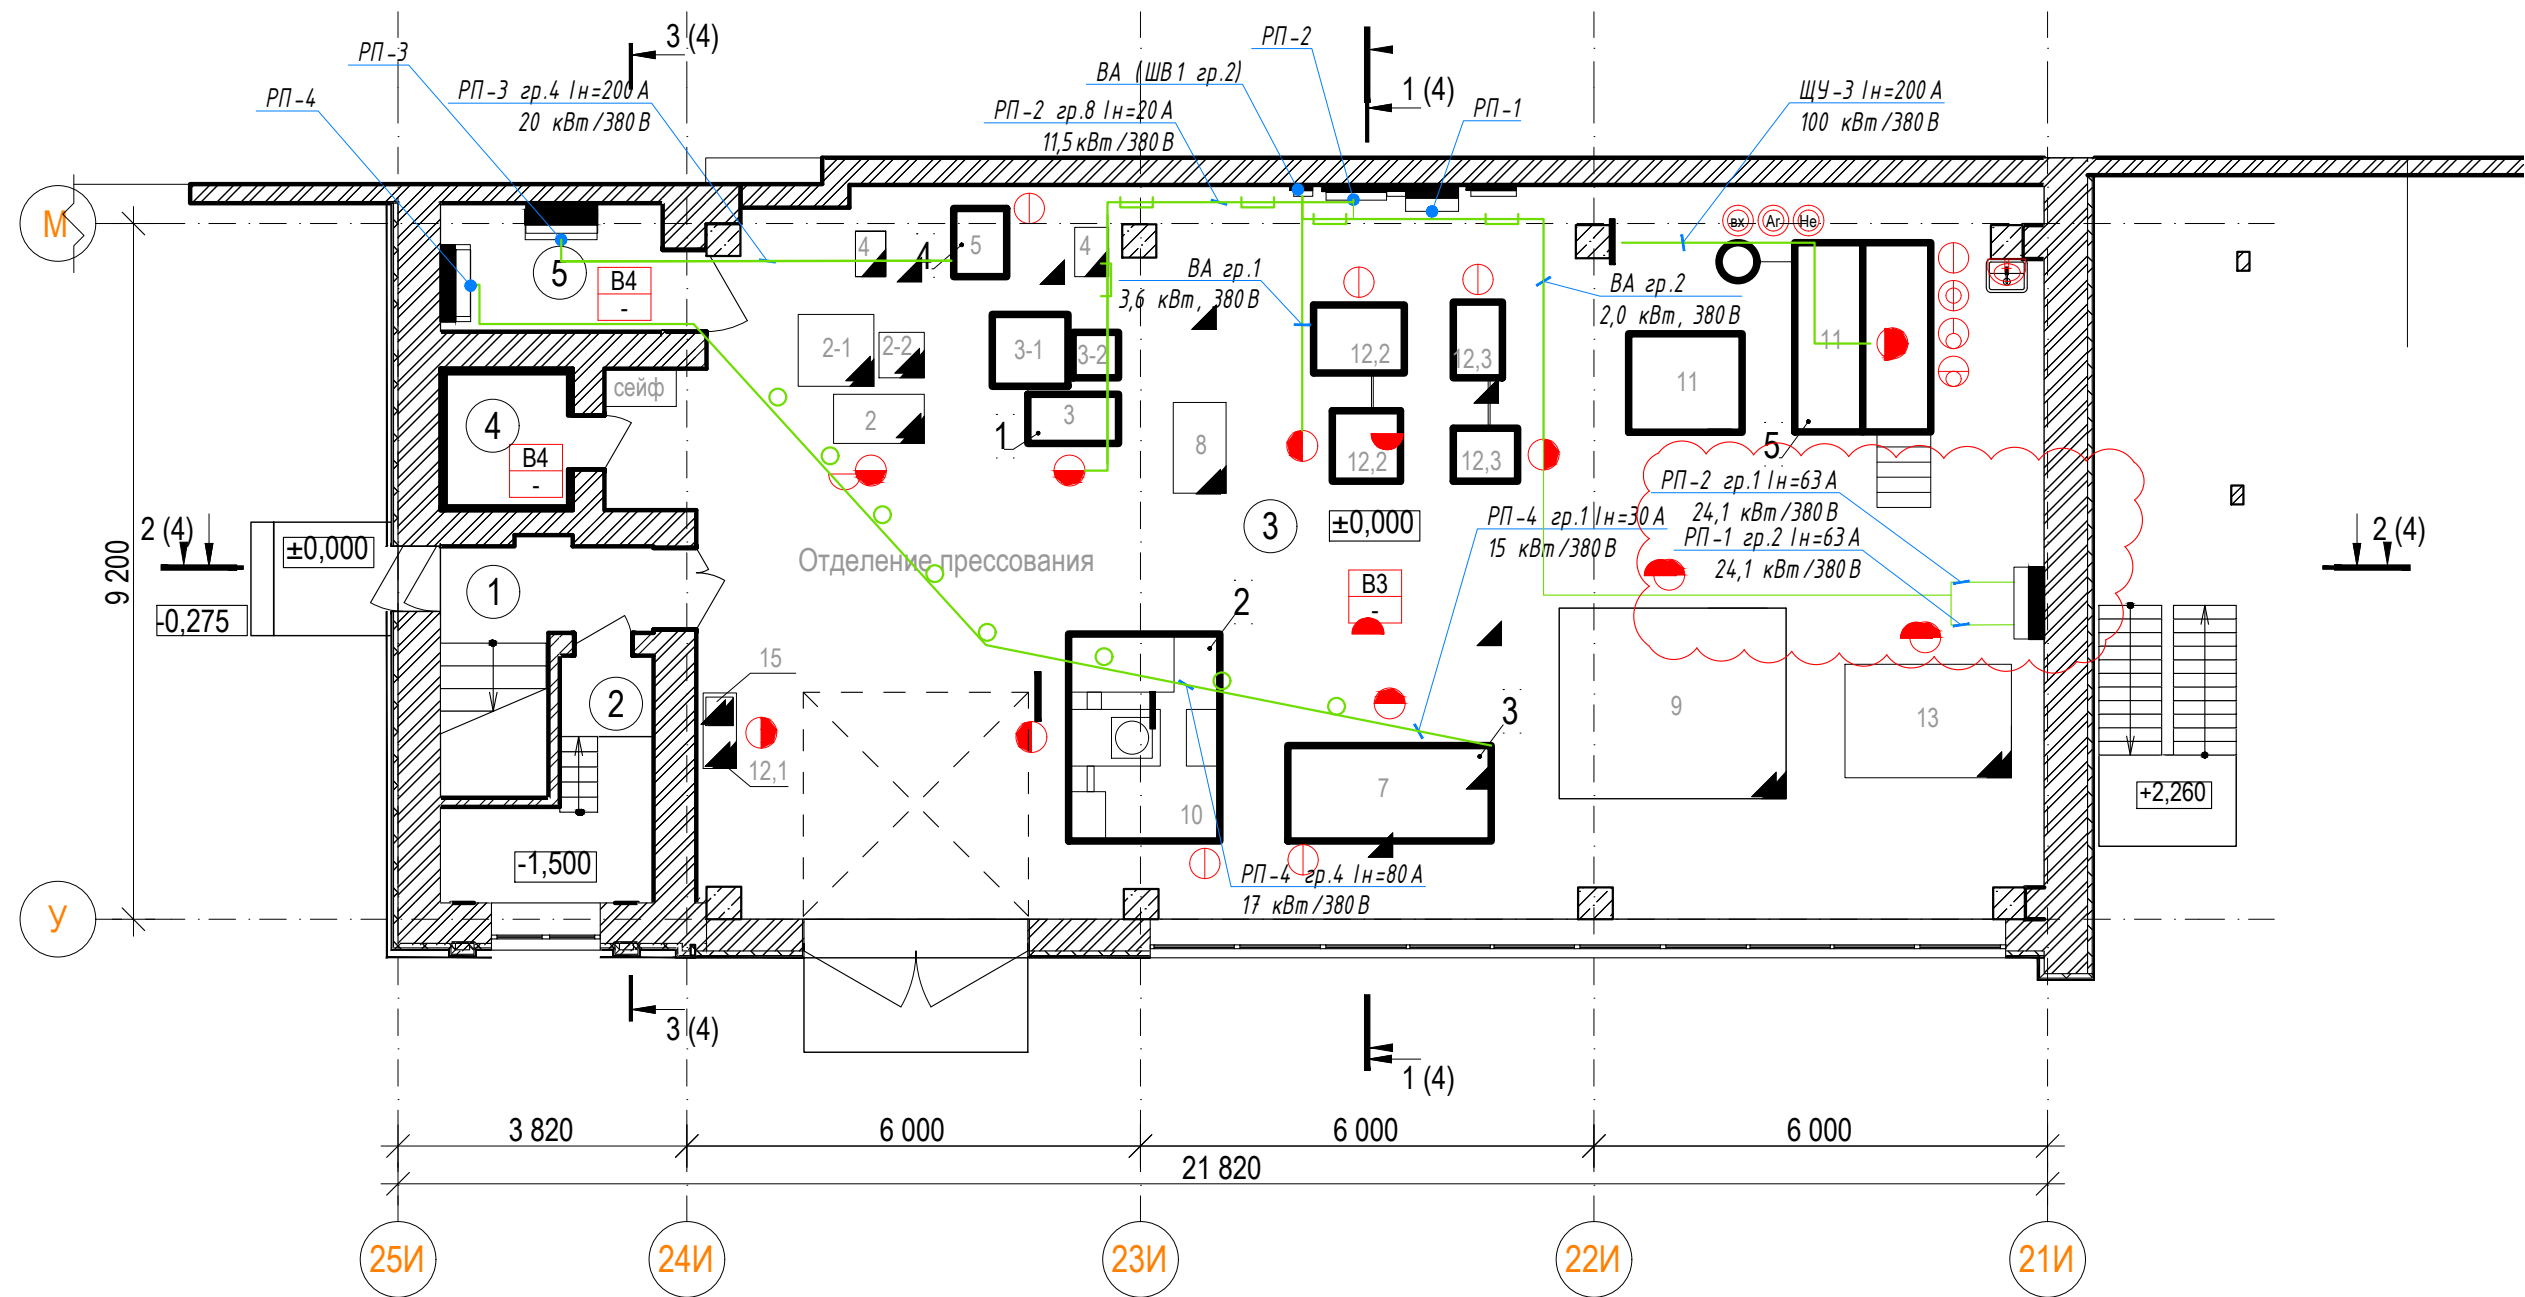 3 (4)
РП-3
РП-4
РП-3 гр.4 Iн=200 А
20 кВт/380 В
РП-2
ВА (ШВ1 гр.2)
РП-2 гр.8 Iн=20 А
11,5 кВт/380 В
1 (4)
РП-1
ЩУ-3 Iн=200 А
100 кВт/380 В
М
5
В4
-
4
4
5
4
вх
Ar
He
ВА гр.1
3,6 кВт, 380 В
ВА гр.2
2,0 кВт, 380 В
2-1
2-2
3-1
3-2
12,2
12,3
11
11
сейф
4
В4
-
2
1
3
8
12,2
12,3
5
РП-2 гр.1 Iн=63 А
24,1 кВт/380 В
РП-1 гр.2 Iн=63 А
24,1 кВт/380 В
РП-4 гр.1 Iн=30 А
15 кВт/380 В
2 (4)
±0,000
3
±0,000
2 (4)
9 200
Отделение прессования
1
-0,275
2
В3
-
15
2
3
9
13
12,1
10
7
+2,260
-1,500
РП-4 гр.4 Iн=80 А
17 кВт/380 В
У
3 (4)
1 (4)
3 820
6 000
6 000
6 000
21 820
25И
24И
23И
22И
21И